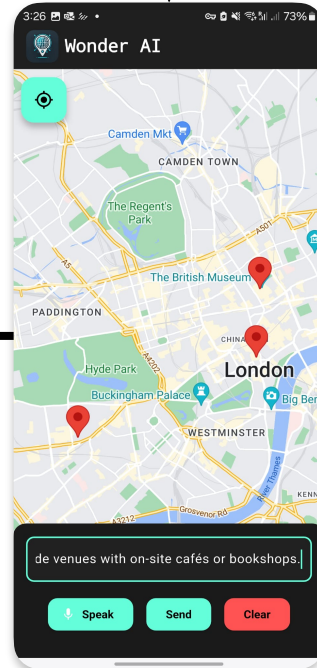 3:26
73%
Wonder AI
Camden Mkt
CAMDEN TOWN
The Regent's
Park
A501
A5
The British Museum
PADDINGTON
A4202
CHINA
Hyde Park
London
Buckingham Palace
Big Ber
WESTMINSTER
River Thames
KENN
Grosvenor Rd
A3212
de venues with on-site cafés or bookshops.
Speak
Send
Clear